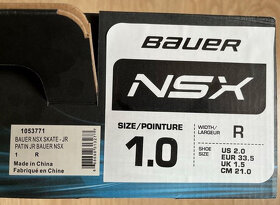 BAUER
NSX
SIZE/POINTURE
1.0
WIDTH/
LARGEUR
R
SHOE
SIZE
US 2.0
EUR 33.5
UK 1.5
CM 21.0
1053771
BAUER NSX SKATE - JR
PATIN JR BAUER NSX
1 R
Made in China
Fabriqué en Chine